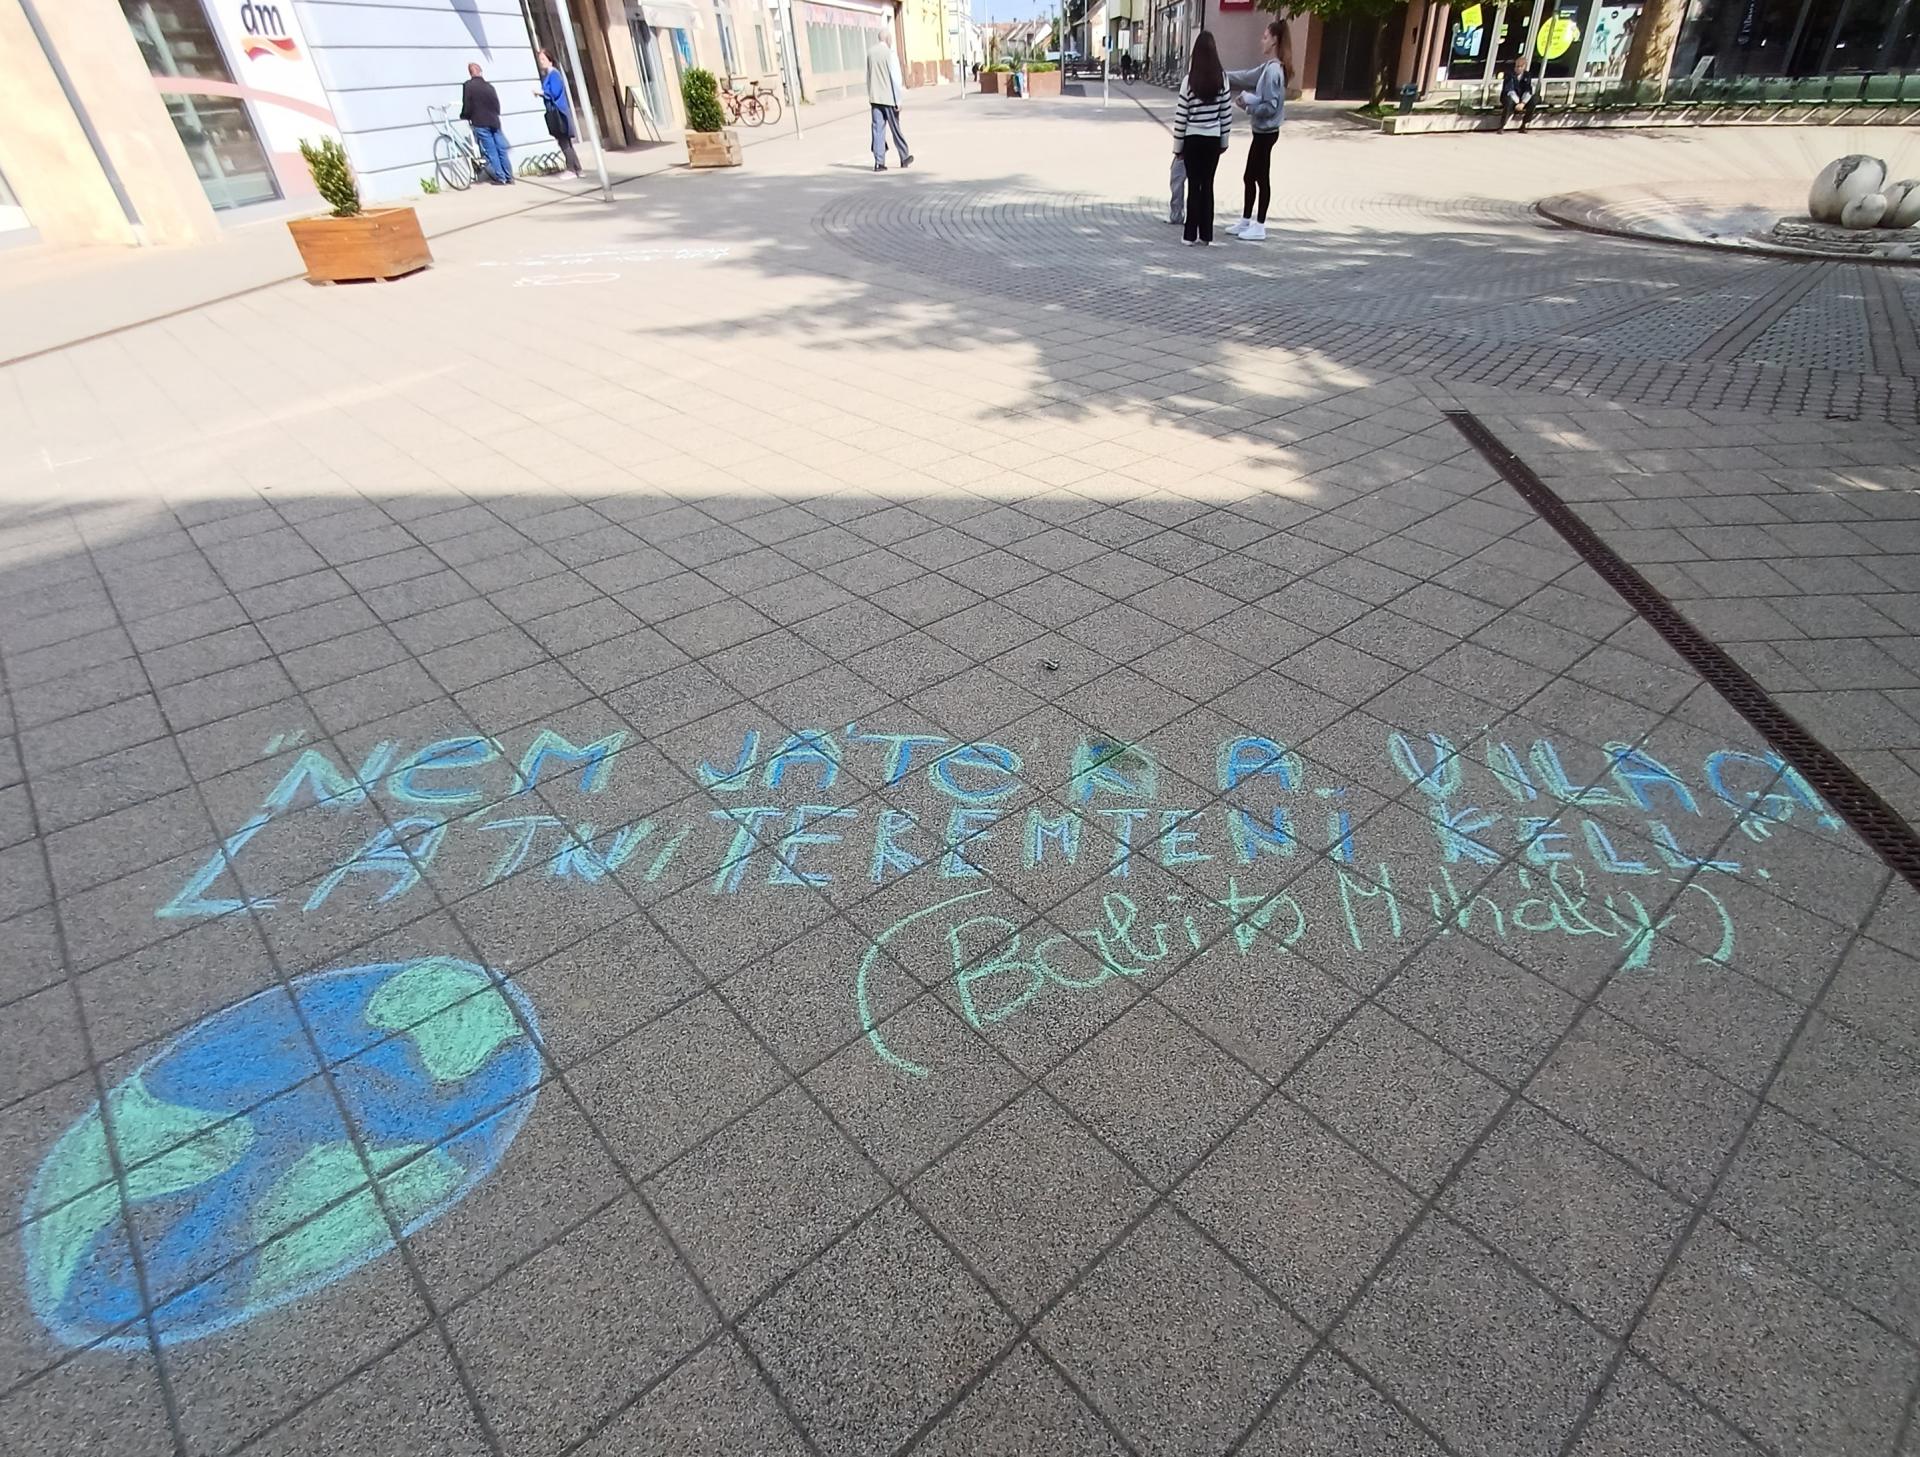 dm
"NEM JÁTÉK A VILÁG!
LÁTNI TEREMTENI KELL."
(Babits Mihály)